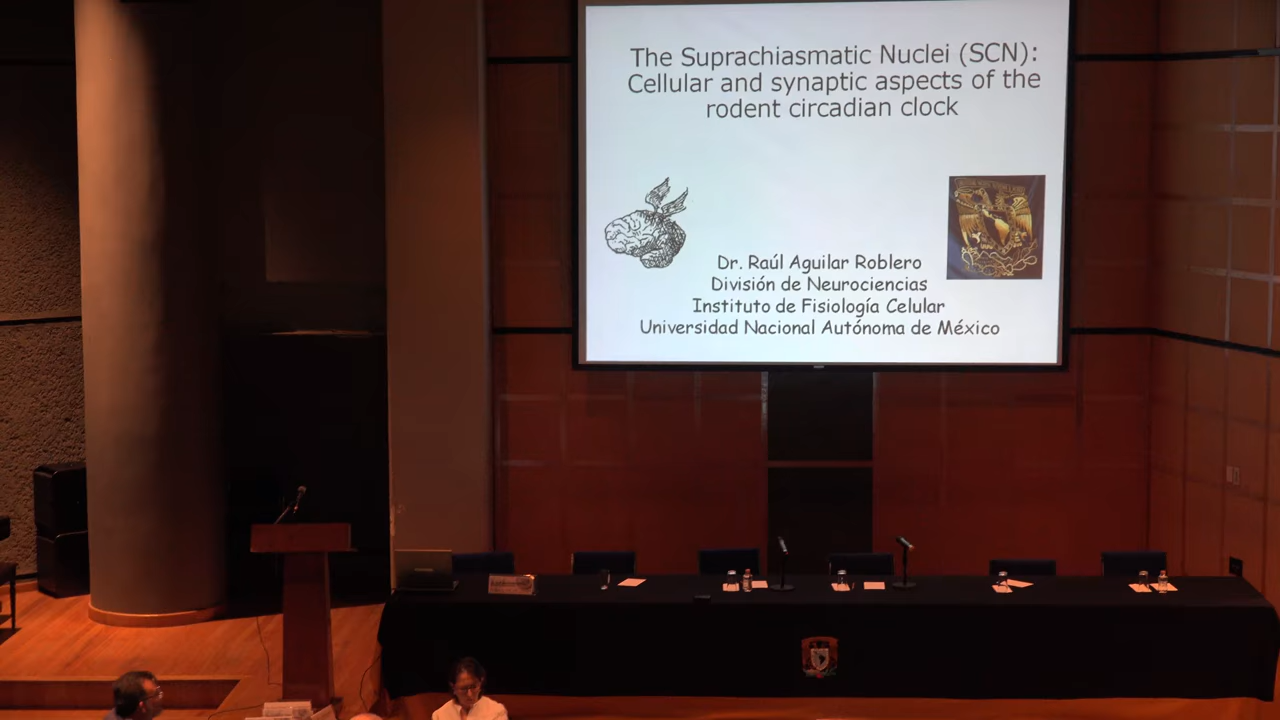 The Suprachiasmatic Nuclei (SCN):
Cellular and synaptic aspects of the
rodent circadian clock
Dr. Raúl Aguilar Roblero
División de Neurociencias
Instituto de Fisiología Celular
Universidad Nacional Autónoma de México